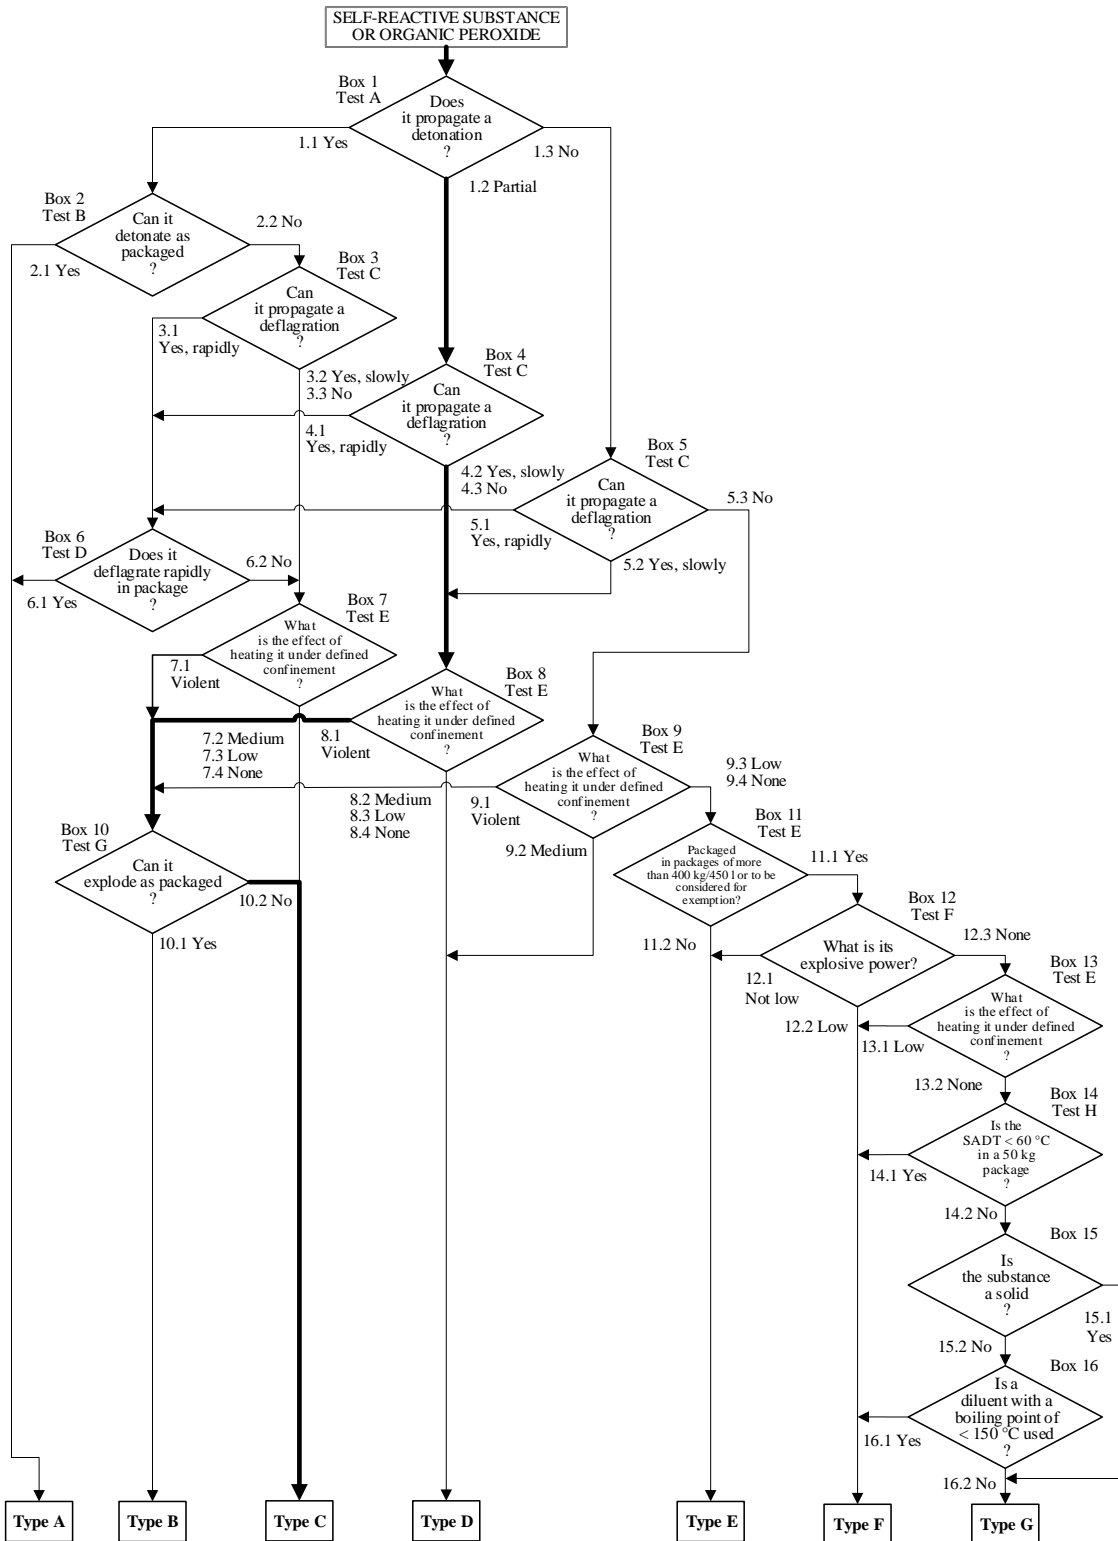 SELF-REACTIVE SUBSTANCE
OR ORGANIC PEROXIDE
Box 1
Test A
Does
it propagate a
detonation
?
1.1 Yes
1.3 No
1.2 Partial
Box 2
Test B
Can it
detonate as
packaged
?
2.2 No
2.1 Yes
Box 3
Test C
Can
it propagate a
deflagration
?
3.1
Yes, rapidly
3.2 Yes, slowly
3.3 No
Box 4
Test C
Can
it propagate a
deflagration
?
4.1
Yes, rapidly
4.2 Yes, slowly
4.3 No
Box 5
Test C
Can
it propagate a
deflagration
?
5.3 No
5.1
Yes, rapidly
5.2 Yes, slowly
Box 6
Test D
Does it
deflagrate rapidly
in package
?
6.2 No
6.1 Yes
Box 7
Test E
What
is the effect of
heating it under defined
confinement
?
7.1
Violent
7.2 Medium
7.3 Low
7.4 None
Box 8
Test E
What
is the effect of
heating it under defined
confinement
?
8.1
Violent
8.2 Medium
8.3 Low
8.4 None
Box 9
Test E
What
is the effect of
heating it under defined
confinement
?
9.3 Low
9.4 None
9.1
Violent
9.2 Medium
Box 10
Test G
Can it
explode as packaged
?
10.2 No
10.1 Yes
Box 11
Test E
Packaged
in packages of more
than 400 kg/450 l or to be
considered for
exemption?
11.1 Yes
11.2 No
Box 12
Test F
What is its
explosive power?
12.3 None
12.1
Not low
12.2 Low
Box 13
Test E
What
is the effect of
heating it under defined
confinement
?
13.1 Low
13.2 None
Box 14
Test H
Is the
SADT < 60 °C
in a 50 kg
package
?
14.1 Yes
14.2 No
Box 15
Is
the substance
a solid
?
15.1
Yes
15.2 No
Box 16
Is a
diluent with a
boiling point of
< 150 °C used
?
16.1 Yes
16.2 No
Type A
Type B
Type C
Type D
Type E
Type F
Type G